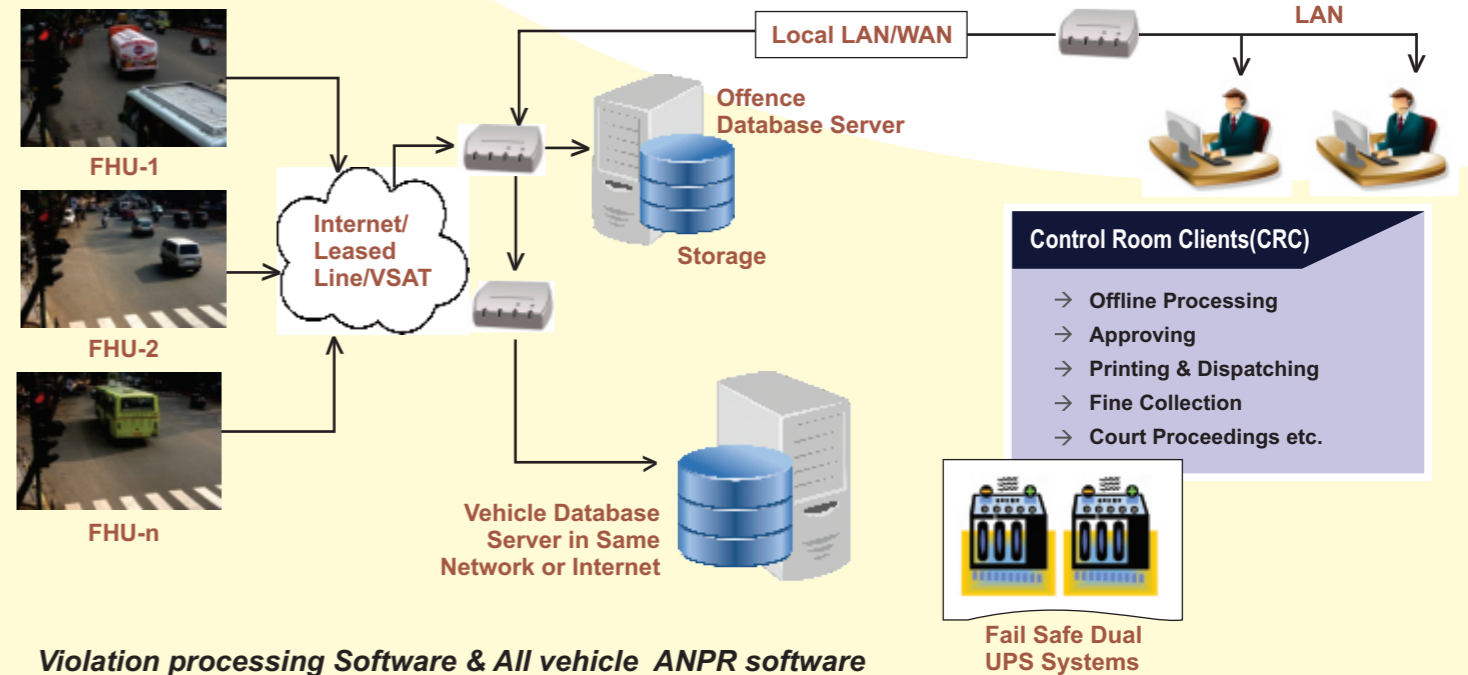 Local LAN/WAN
LAN
FHU-1
Offence
Database Server
Storage
Internet/
Leased
Line/VSAT
FHU-2
FHU-n
Control Room Clients(CRC)
→ Offline Processing
→ Approving
→ Printing & Dispatching
→ Fine Collection
→ Court Proceedings etc.
Vehicle Database
Server in Same
Network or Internet
Fail Safe Dual
UPS Systems
Violation processing Software & All vehicle ANPR software